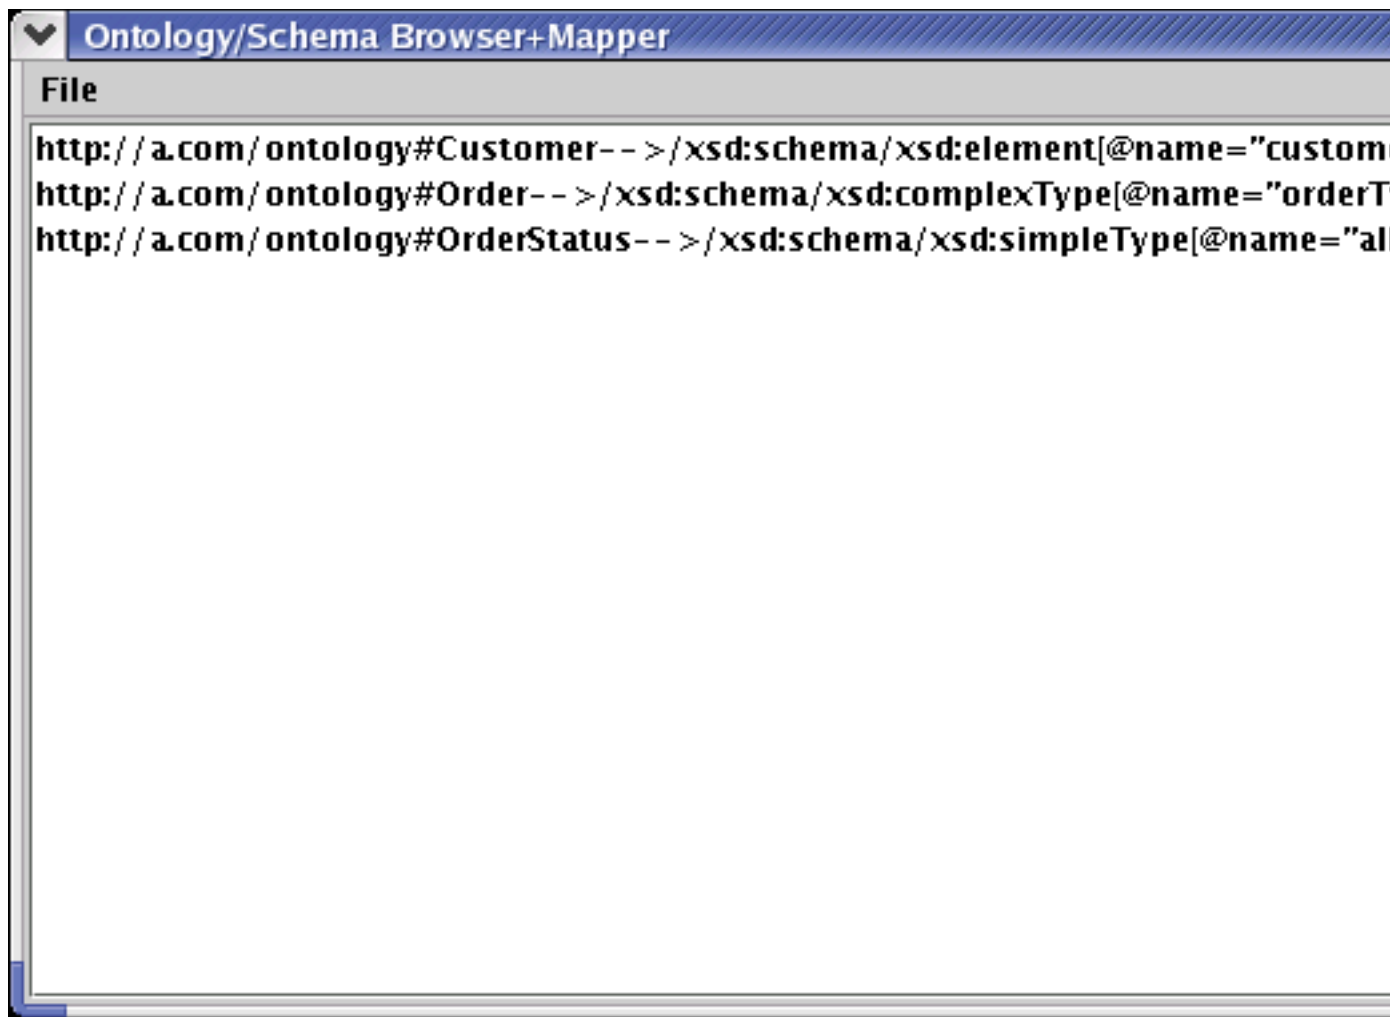 Ontology/Schema Browser+Mapper
File
http://a.com/ontology#Customer-->/xsd:schema/xsd:element[@name="custom
http://a.com/ontology#Order-->/xsd:schema/xsd:complexType[@name="orderT
http://a.com/ontology#OrderStatus-->/xsd:schema/xsd:simpleType[@name="al